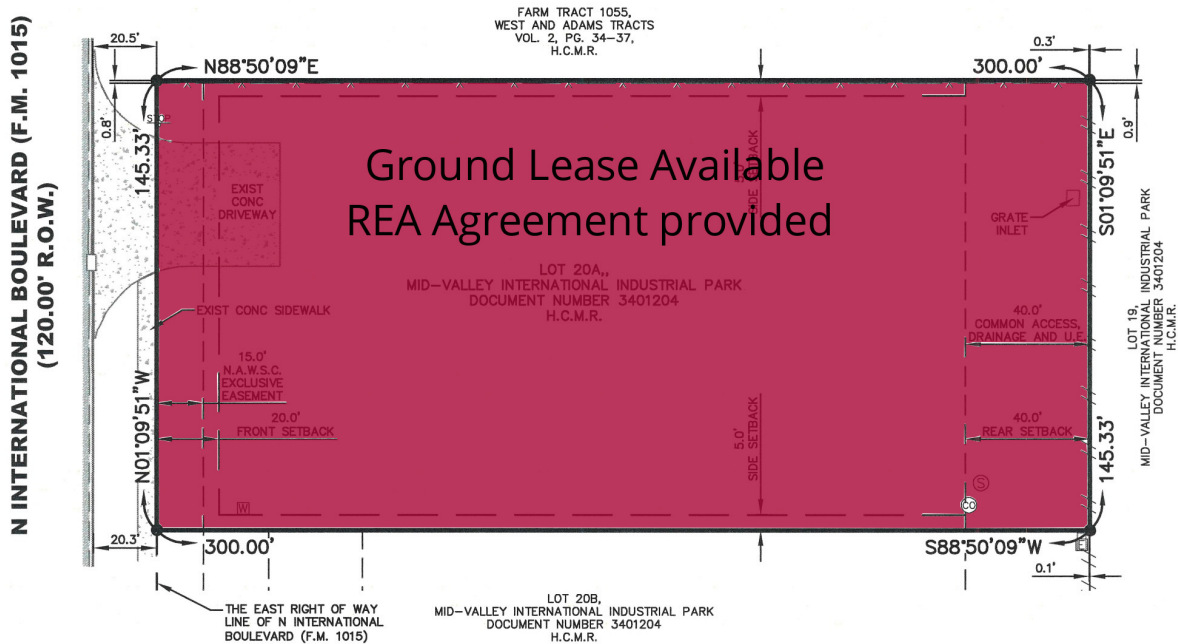 FARM TRACT 1055,
WEST AND ADAMS TRACTS
VOL. 2, PG. 34-37,
H.C.M.R.
20.5'
0.3'
N88°50'09"E
300.00'
0.8'
0.9'
STOP
145.33'
S01°09'51"E
N INTERNATIONAL BOULEVARD (F.M. 1015)
(120.00' R.O.W.)
Ground Lease Available
REA Agreement provided
5.0'
SIDE SETBACK
EXIST
CONC
DRIVEWAY
GRATE
INLET
LOT 20A,,
MID-VALLEY INTERNATIONAL INDUSTRIAL PARK
DOCUMENT NUMBER 3401204
H.C.M.R.
LOT 19,
MID-VALLEY INTERNATIONAL INDUSTRIAL PARK
DOCUMENT NUMBER 3401204
H.C.M.R.
EXIST CONC SIDEWALK
40.0'
COMMON ACCESS,
DRAINAGE AND U.E.
15.0'
N.A.W.S.C.
EXCLUSIVE
EASEMENT
N01°09'51"W
20.0'
FRONT SETBACK
5.0'
SIDE SETBACK
40.0'
REAR SETBACK
145.33'
W
S
CO
20.3'
300.00'
S88°50'09"W
E
0.1'
THE EAST RIGHT OF WAY
LINE OF N INTERNATIONAL
BOULEVARD (F.M. 1015)
LOT 20B,
MID-VALLEY INTERNATIONAL INDUSTRIAL PARK
DOCUMENT NUMBER 3401204
H.C.M.R.